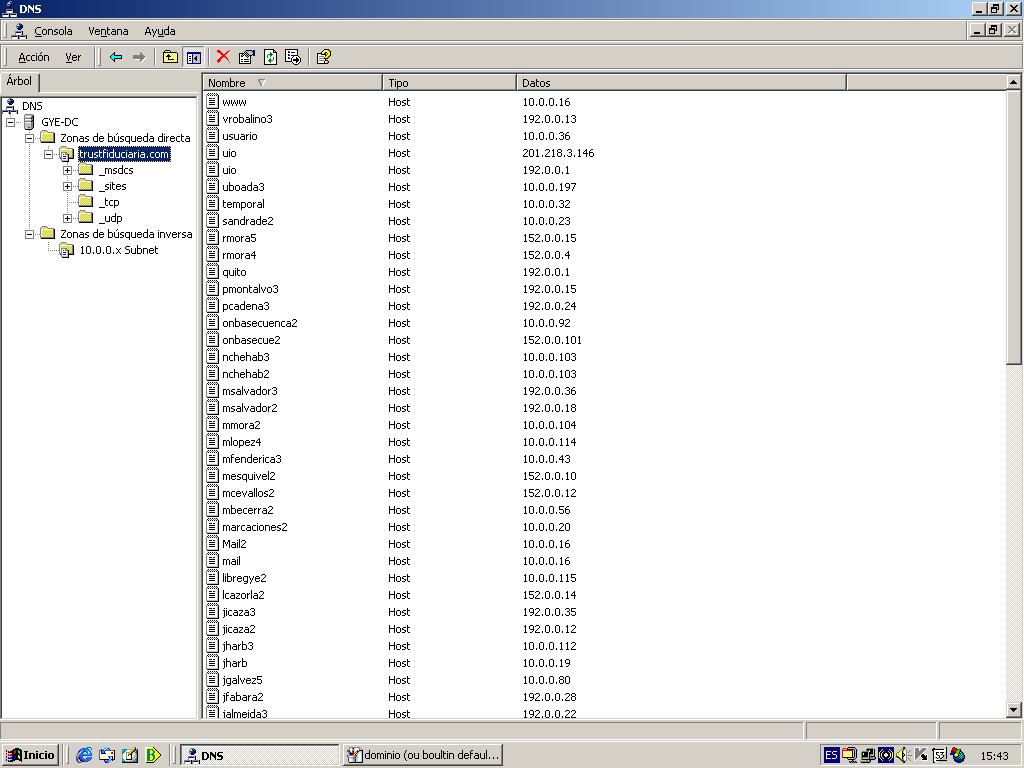 DNS
Consola Ventana Ayuda
Acción Ver
Árbol
DNS
GYE-DC
Zonas de búsqueda directa
trustfiduciaria.com
_msdcs
_sites
_tcp
_udp
Zonas de búsqueda inversa
10.0.0.x Subnet
Nombre Tipo Datos
www Host 10.0.0.16
vrobalino3 Host 192.0.0.13
usuario Host 10.0.0.36
uio Host 201.218.3.146
uio Host 192.0.0.1
uboada3 Host 10.0.0.197
temporal Host 10.0.0.32
sandrade2 Host 10.0.0.23
rmora5 Host 152.0.0.15
rmora4 Host 152.0.0.4
quito Host 192.0.0.1
pmontalvo3 Host 192.0.0.15
pcadena3 Host 192.0.0.24
onbasecuenca2 Host 10.0.0.92
onbasecue2 Host 152.0.0.101
nchehab3 Host 10.0.0.103
nchehab2 Host 10.0.0.103
msalvador3 Host 192.0.0.36
msalvador2 Host 192.0.0.18
mmora2 Host 10.0.0.104
mlopez4 Host 10.0.0.114
mfenderica3 Host 10.0.0.43
mesquivel2 Host 152.0.0.10
mcevallos2 Host 152.0.0.12
mbecerra2 Host 10.0.0.56
marcaciones2 Host 10.0.0.20
Mail2 Host 10.0.0.16
mail Host 10.0.0.16
libregye2 Host 10.0.0.115
lcazorla2 Host 152.0.0.14
jicaza3 Host 192.0.0.35
jicaza2 Host 192.0.0.12
jharb3 Host 10.0.0.112
jharb Host 10.0.0.19
jgalvez5 Host 10.0.0.80
jfabara2 Host 192.0.0.28
jalmeida3 Host 192.0.0.22
Inicio DNS dominio (ou boultin defaul... ES 53 15:43